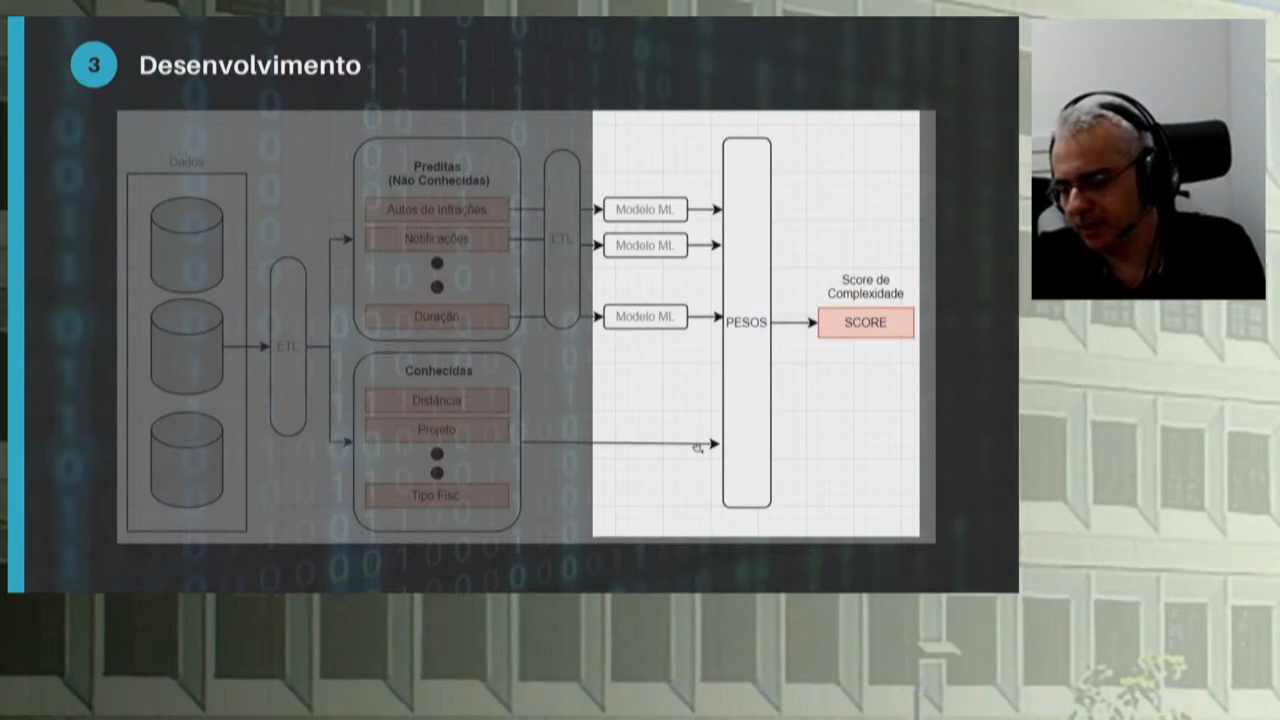 3 Desenvolvimento
Dados
ETL
Preditas
(Não Conhecidas)
Autos de Infrações
Notificações
Duração
Conhecidas
Distância
Projeto
Tipo Fisc
ETL
Modelo ML
Modelo ML
Modelo ML
PESOS
Score de
Complexidade
SCORE